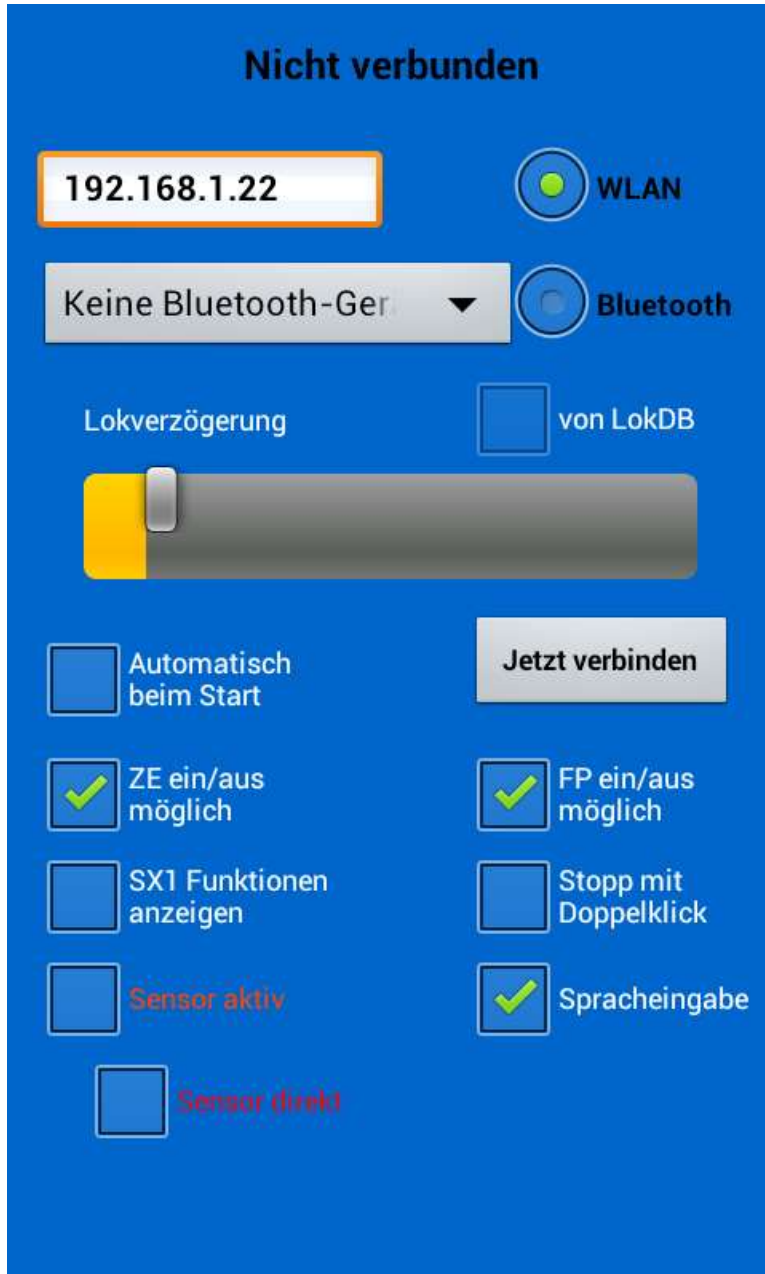 Nicht verbunden
192.168.1.22
WLAN
Keine Bluetooth-Ger
Bluetooth
Lokverzögerung
von LokDB
Automatisch
beim Start
Jetzt verbinden
ZE ein/aus
möglich
FP ein/aus
möglich
SX1 Funktionen
anzeigen
Stopp mit
Doppelklick
Sensor aktiv
Spracheingabe
Sensor direkt